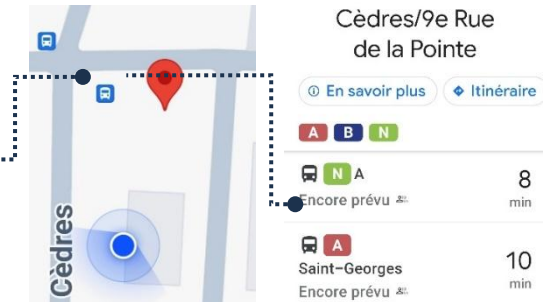 Cèdres
Cèdres/9e Rue
de la Pointe
En savoir plus
Itinéraire
A B N
N A
8
Encore prévu
min
A
Saint-Georges
10
Encore prévu
min